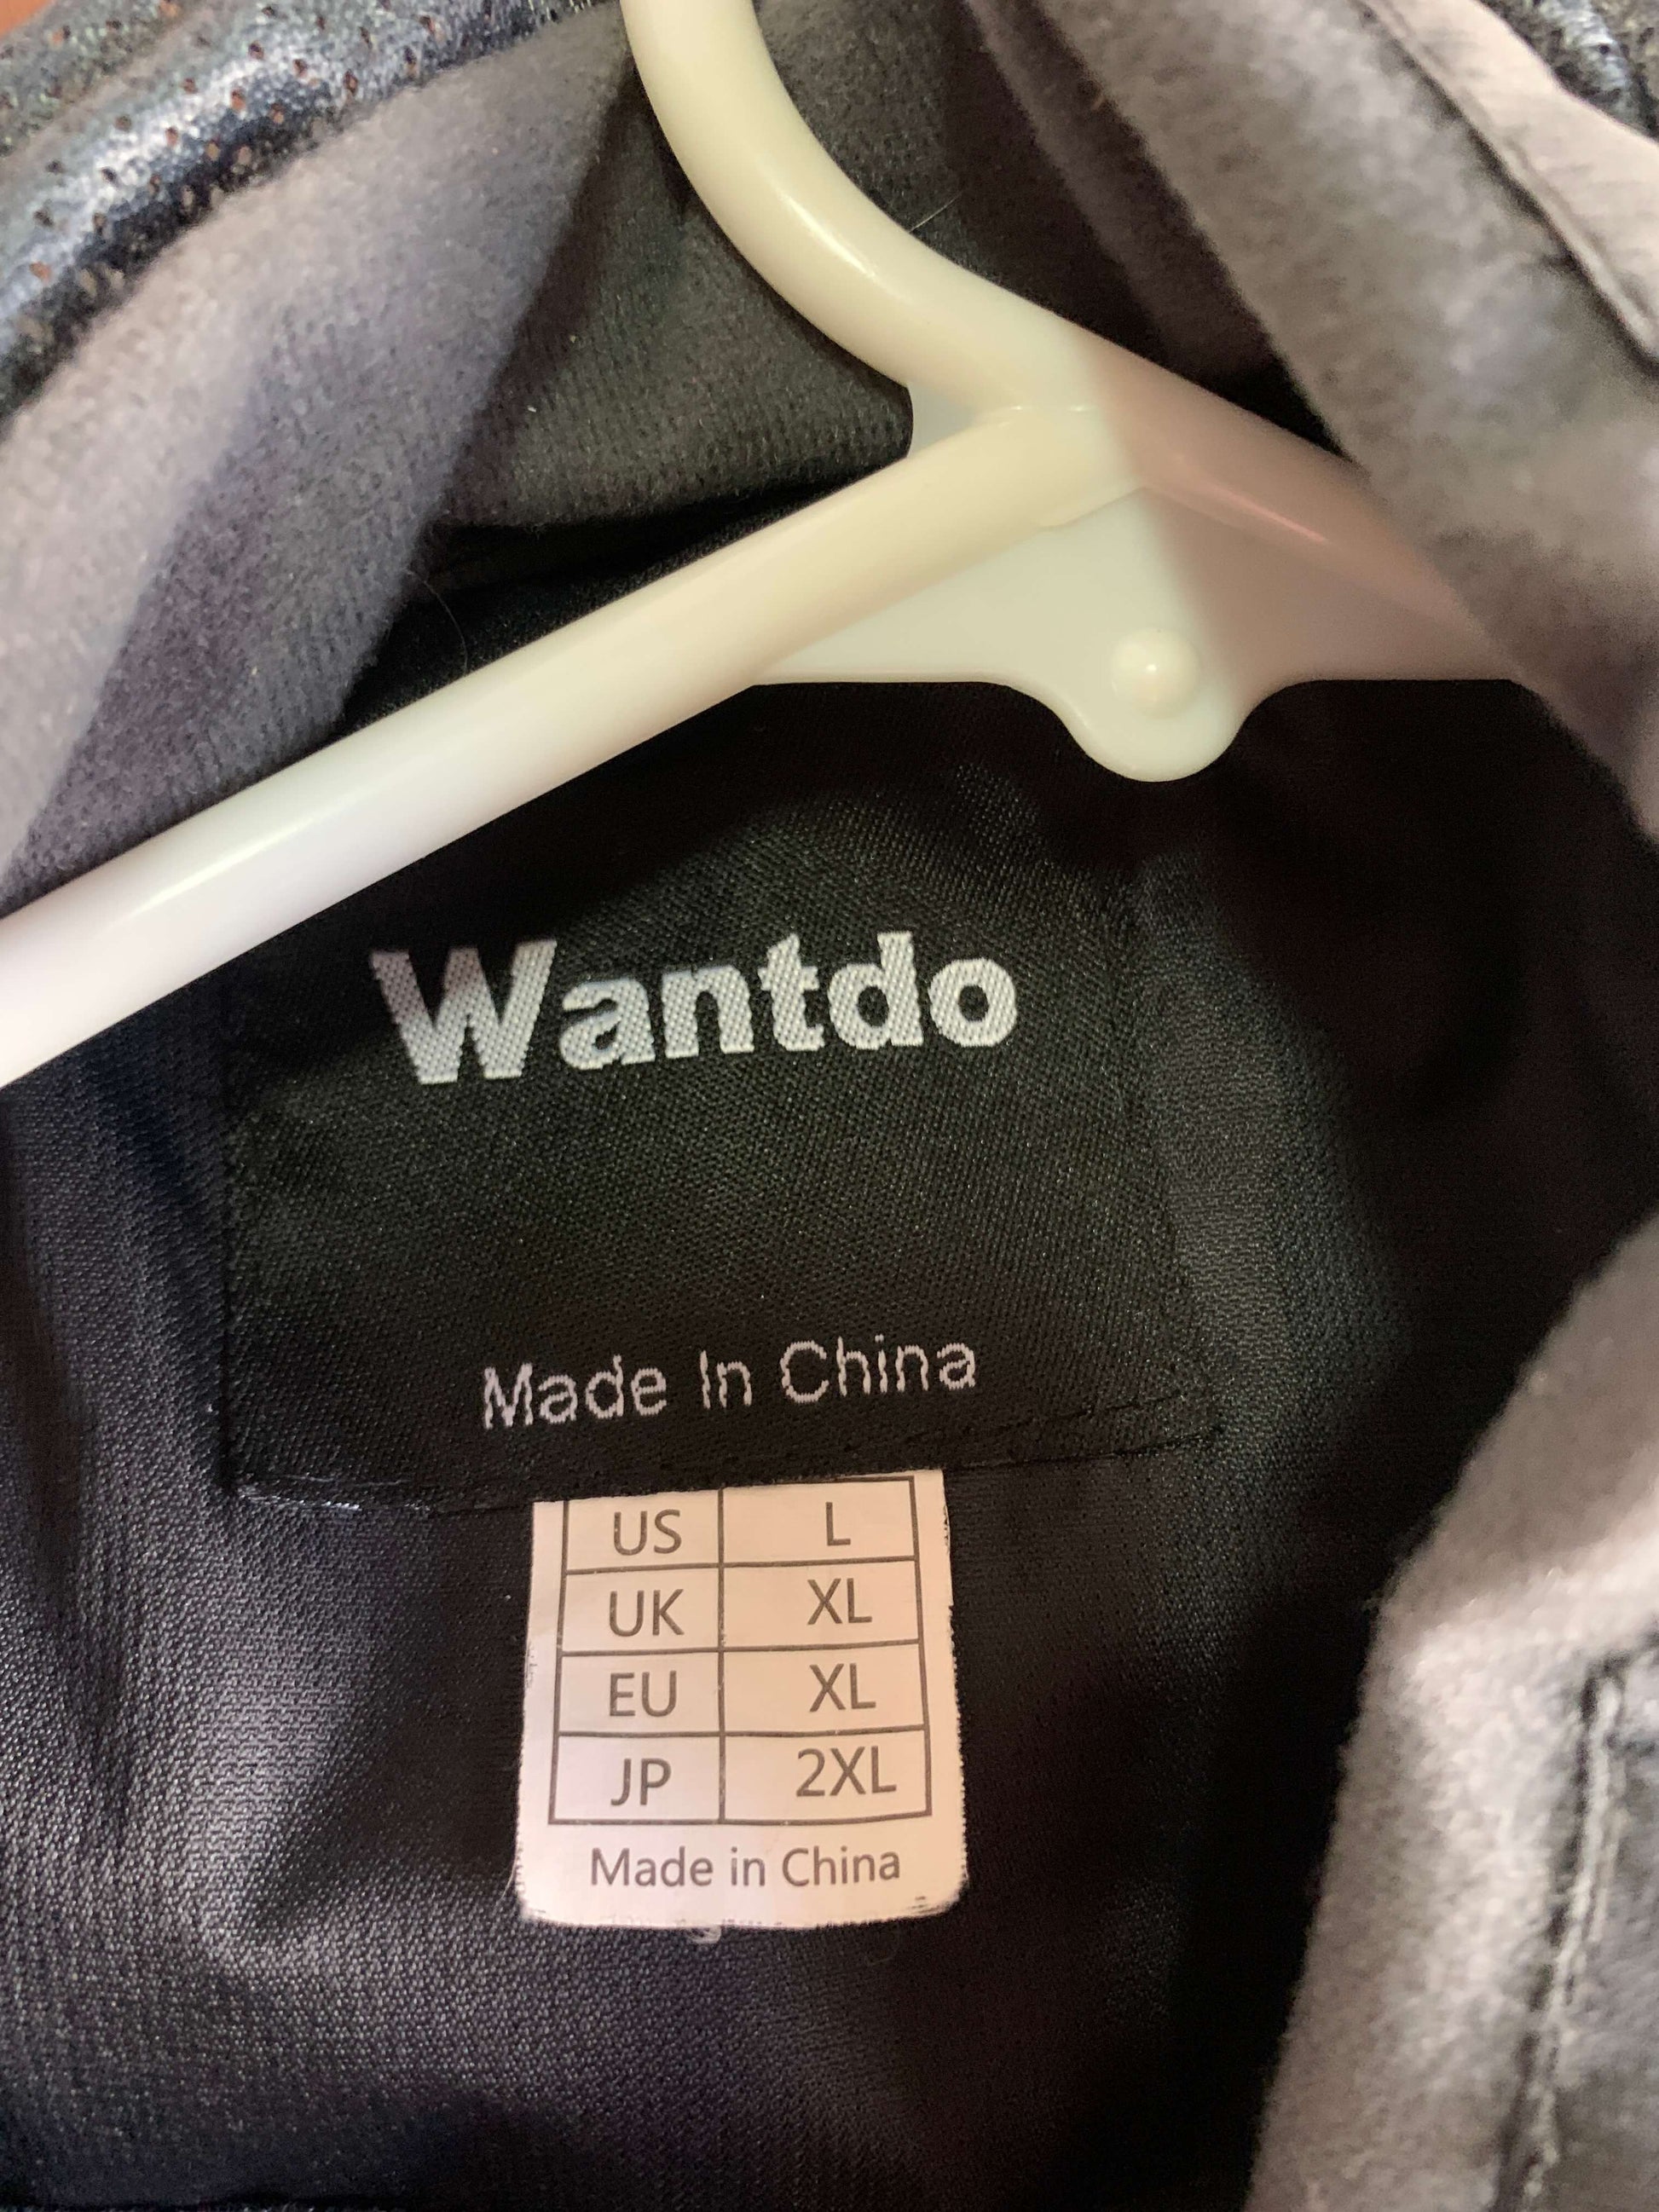 Wantdo
Made In China
US L
UK XL
EU XL
JP 2XL
Made in China